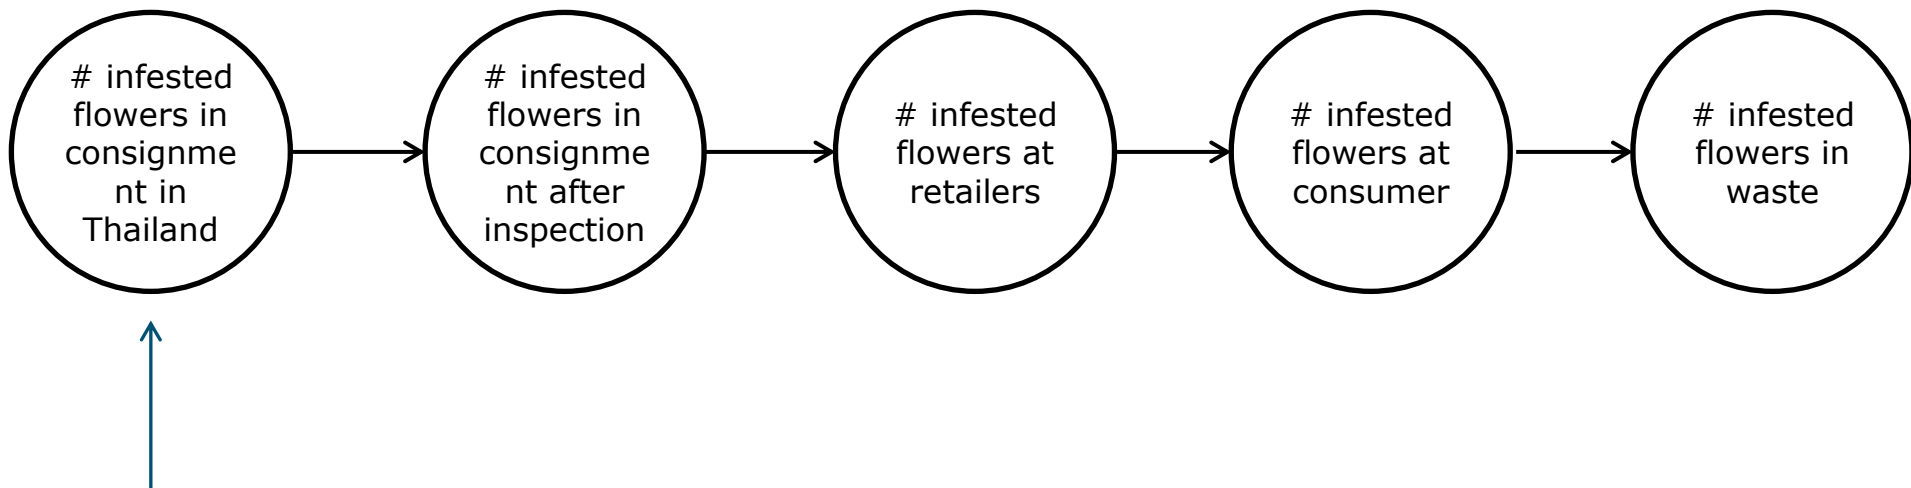 # infested
flowers in
consignme
nt in
Thailand
# infested
flowers in
consignme
nt after
inspection
# infested
flowers at
retailers
# infested
flowers at
consumer
# infested
flowers in
waste